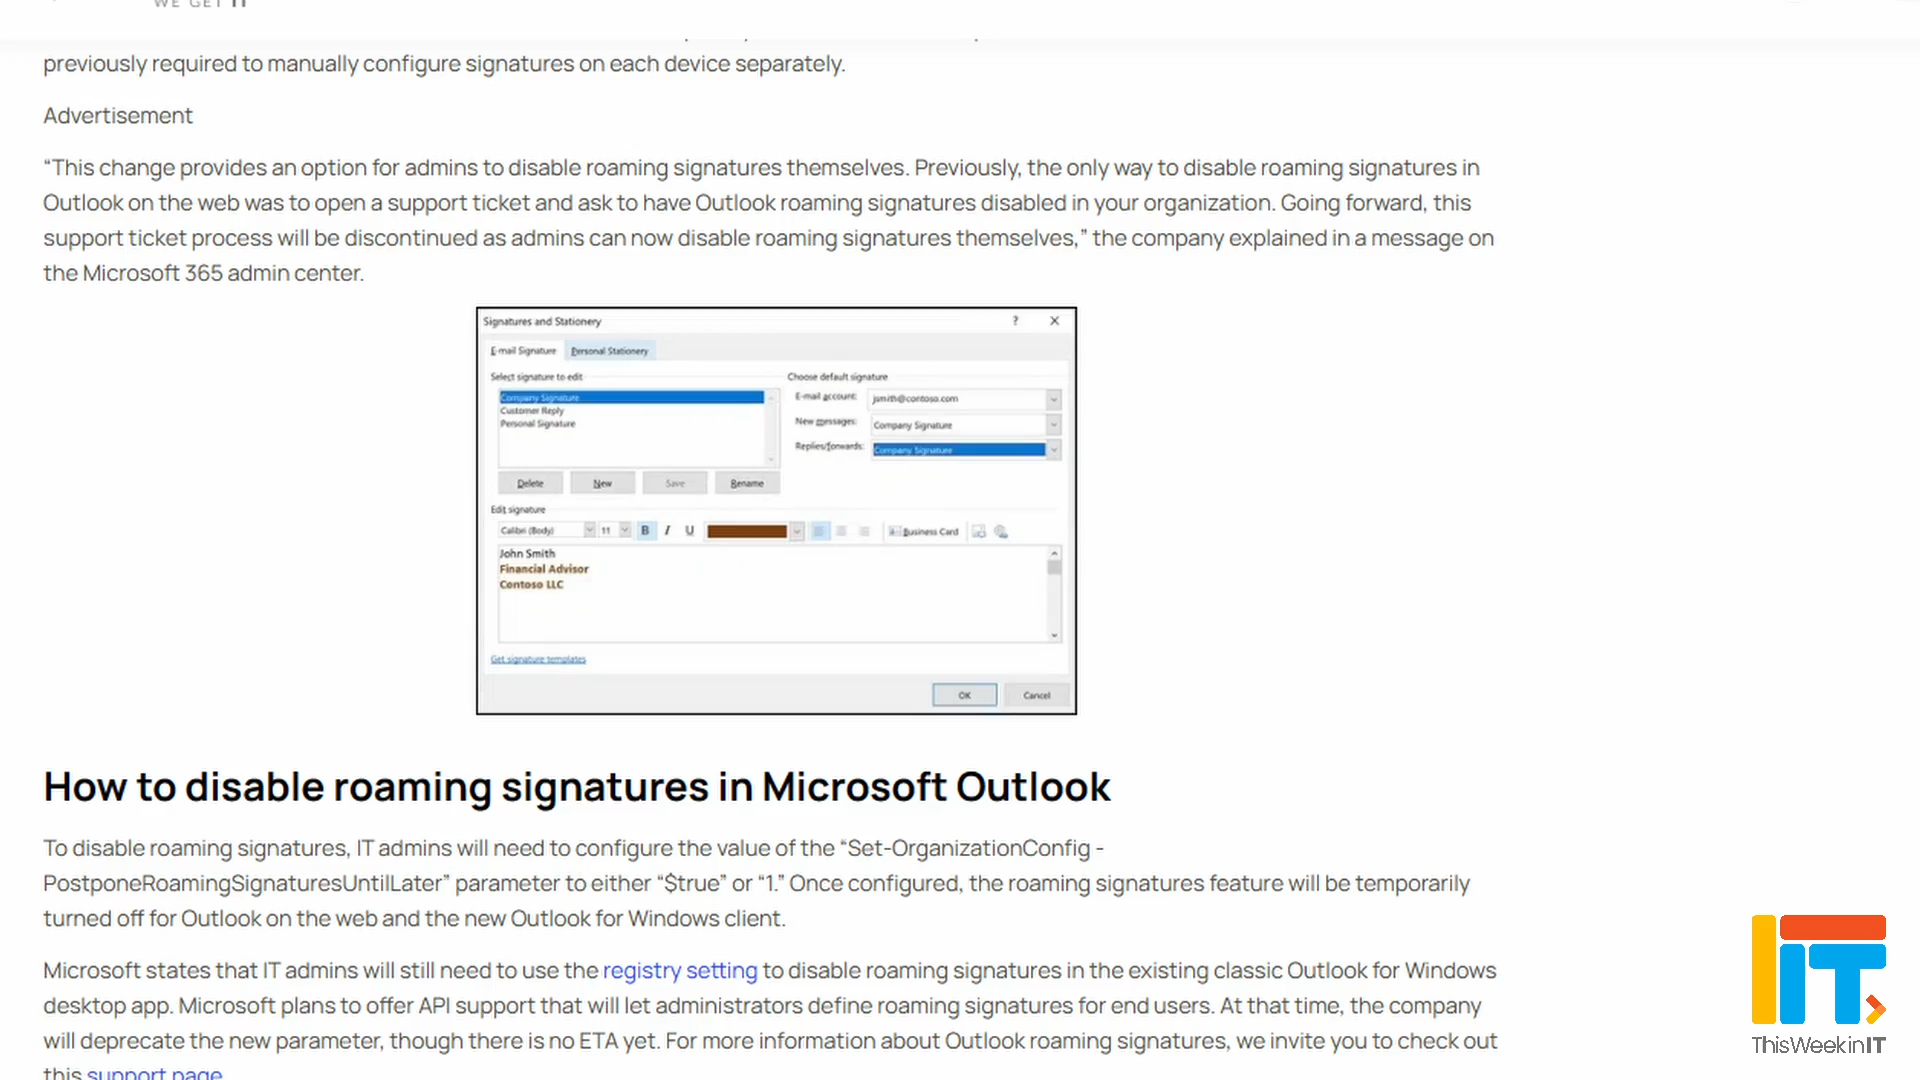 WE GET IT
previously required to manually configure signatures on each device separately.
Advertisement
“This change provides an option for admins to disable roaming signatures themselves. Previously, the only way to disable roaming signatures in
Outlook on the web was to open a support ticket and ask to have Outlook roaming signatures disabled in your organization. Going forward, this
support ticket process will be discontinued as admins can now disable roaming signatures themselves,” the company explained in a message on
the Microsoft 365 admin center.
Signatures and Stationery
E-mail Signature Personal Stationery
Select signature to edit
Choose default signature
Company Signature
Customer Reply
Personal Signature
E-mail account: jsmith@contoso.com
New messages: Company Signature
Replies/forwards: Company Signature
Delete New Save Rename
Edit signature
Calibri (Body) 11 B I U Business Card
John Smith
Financial Advisor
Contoso LLC
Get signature templates
OK Cancel
How to disable roaming signatures in Microsoft Outlook
To disable roaming signatures, IT admins will need to configure the value of the “Set-OrganizationConfig -
PostponeRoamingSignaturesUntilLater” parameter to either “$true” or “1.” Once configured, the roaming signatures feature will be temporarily
turned off for Outlook on the web and the new Outlook for Windows client.
Microsoft states that IT admins will still need to use the registry setting to disable roaming signatures in the existing classic Outlook for Windows
desktop app. Microsoft plans to offer API support that will let administrators define roaming signatures for end users. At that time, the company
will deprecate the new parameter, though there is no ETA yet. For more information about Outlook roaming signatures, we invite you to check out
this support page
IT
ThisWeekinIT